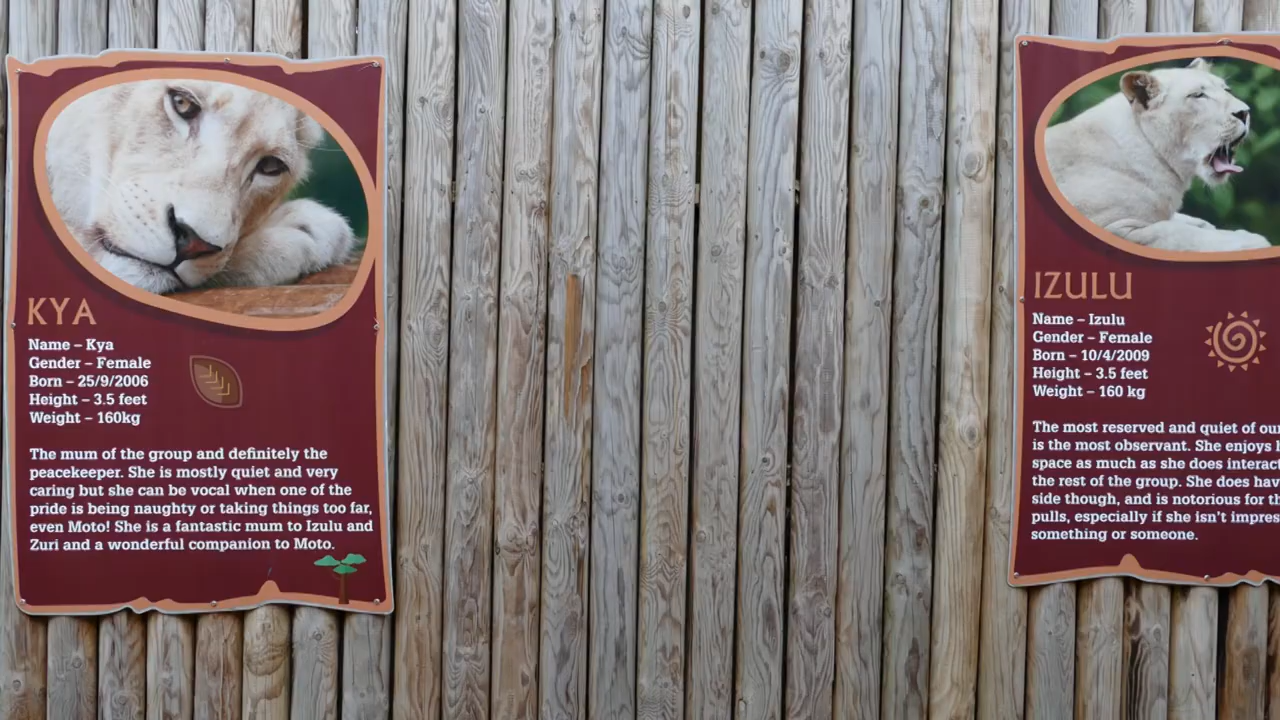 KYA
Name – Kya
Gender – Female
Born – 25/9/2006
Height – 3.5 feet
Weight – 160kg
The mum of the group and definitely the
peacekeeper. She is mostly quiet and very
caring but she can be vocal when one of the
pride is being naughty or taking things too far,
even Moto! She is a fantastic mum to Izulu and
Zuri and a wonderful companion to Moto.
IZULU
Name – Izulu
Gender – Female
Born – 10/4/2009
Height – 3.5 feet
Weight – 160 kg
The most reserved and quiet of our
is the most observant. She enjoys
space as much as she does
the rest of the group. She does
side though, and is notorious for
pulls, especially if she isn't
something or someone.